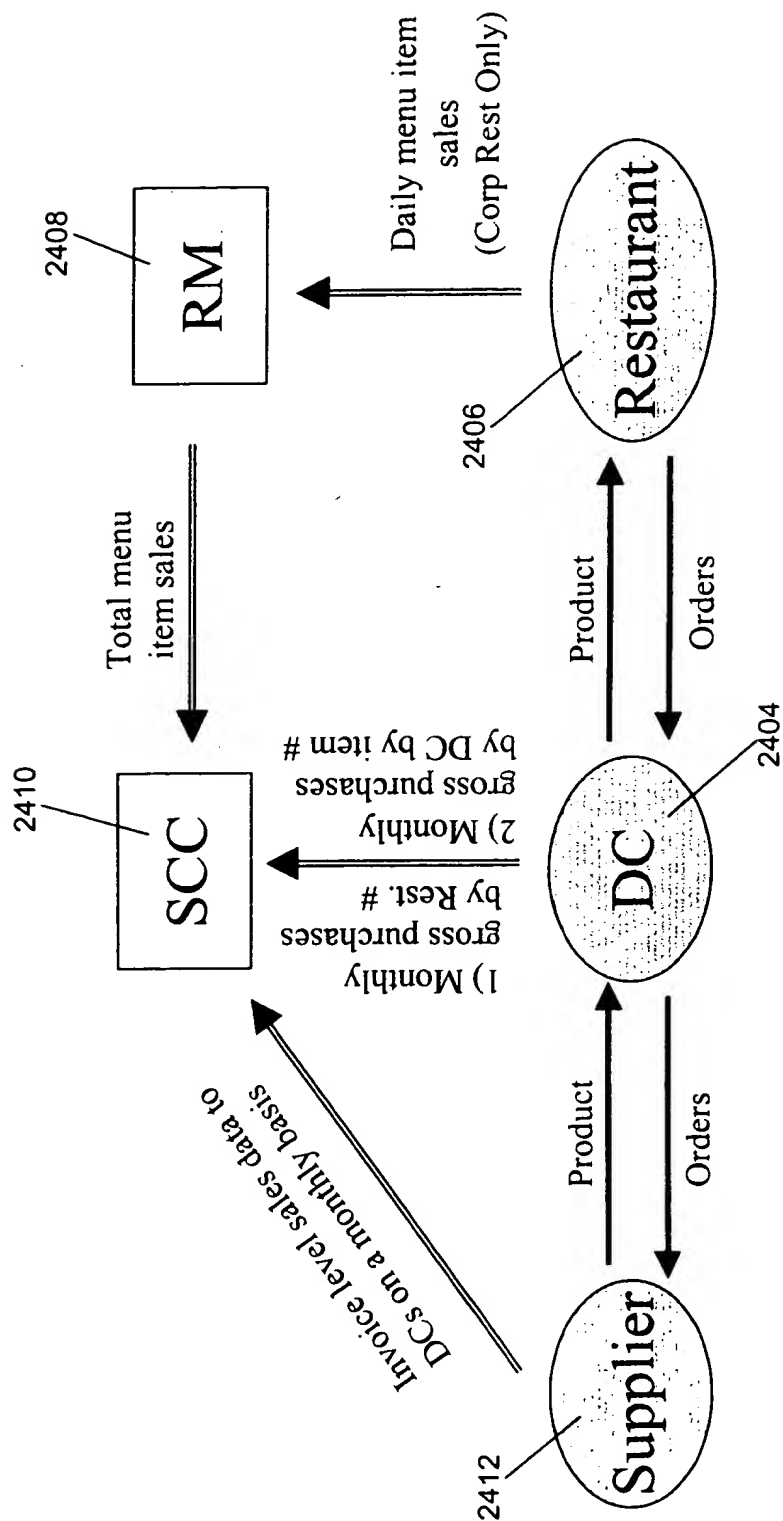 2410
SCC
Total menu
item sales
2408
RM
Invoice level sales data to
DCs on a monthly basis
1) Monthly
gross purchases
by Rest. #
2) Monthly
gross purchases
by DC by item #
Daily menu item
sales
(Corp Rest Only)
2412
Supplier
Product
Orders
DC
2404
Product
Orders
2406
Restaurant